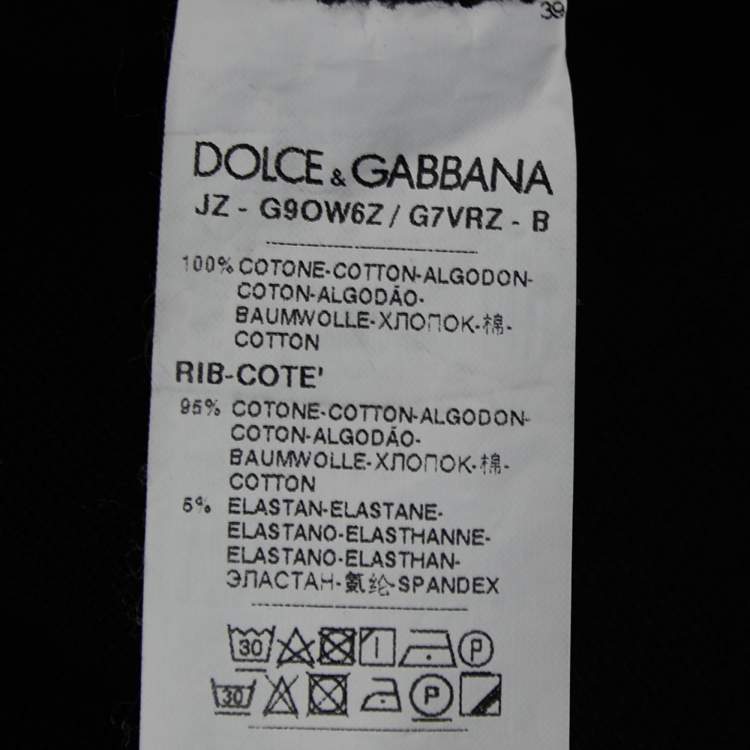 39
DOLCE & GABBANA
JZ - G9OW6Z / G7VRZ - B
100% COTONE-COTTON-ALGODON-
COTON-ALGODÃO-
BAUMWOLLE-ХЛОПОК-棉-
COTTON
RIB-COTE'
95% COTONE-COTTON-ALGODON-
COTON-ALGODÃO-
BAUMWOLLE-ХЛОПОК-棉-
COTTON
5% ELASTAN-ELASTANE-
ELASTANO-ELASTHANNE-
ELASTANO-ELASTHAN-
ЭЛАСТАН-氨纶-SPANDEX
30 P
30 P